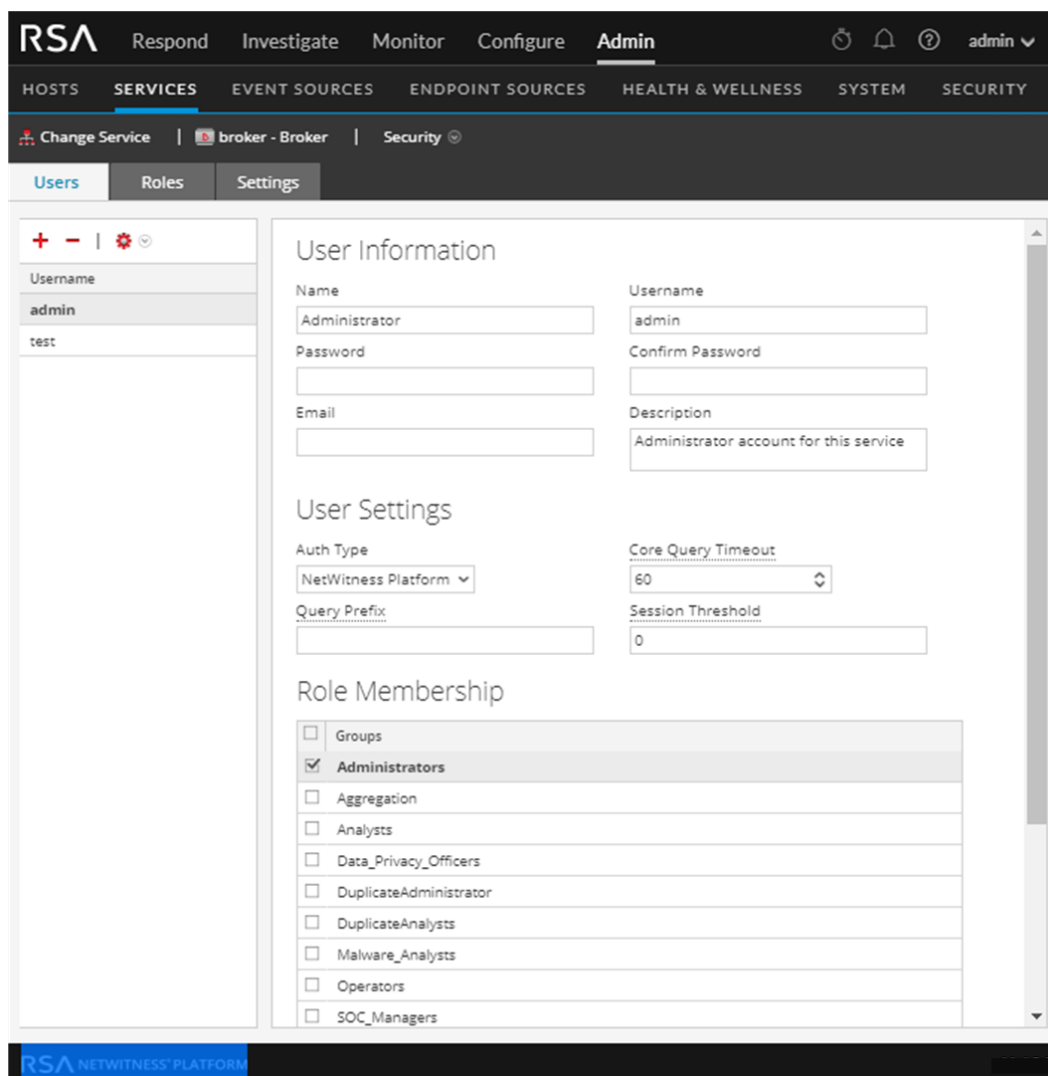 RSA Respond Investigate Monitor Configure Admin admin
HOSTS SERVICES EVENT SOURCES ENDPOINT SOURCES HEALTH & WELLNESS SYSTEM SECURITY
Change Service | broker - Broker | Security
Users Roles Settings
Username
admin
test
User Information
Name Username
Administrator admin
Password Confirm Password
Email Description
Administrator account for this service
User Settings
Auth Type Core Query Timeout
NetWitness Platform 60
Query Prefix Session Threshold
0
Role Membership
Groups
Administrators
Aggregation
Analysts
Data_Privacy_Officers
DuplicateAdministrator
DuplicateAnalysts
Malware_Analysts
Operators
SOC_Managers
RSA NETWITNESS® PLATFORM